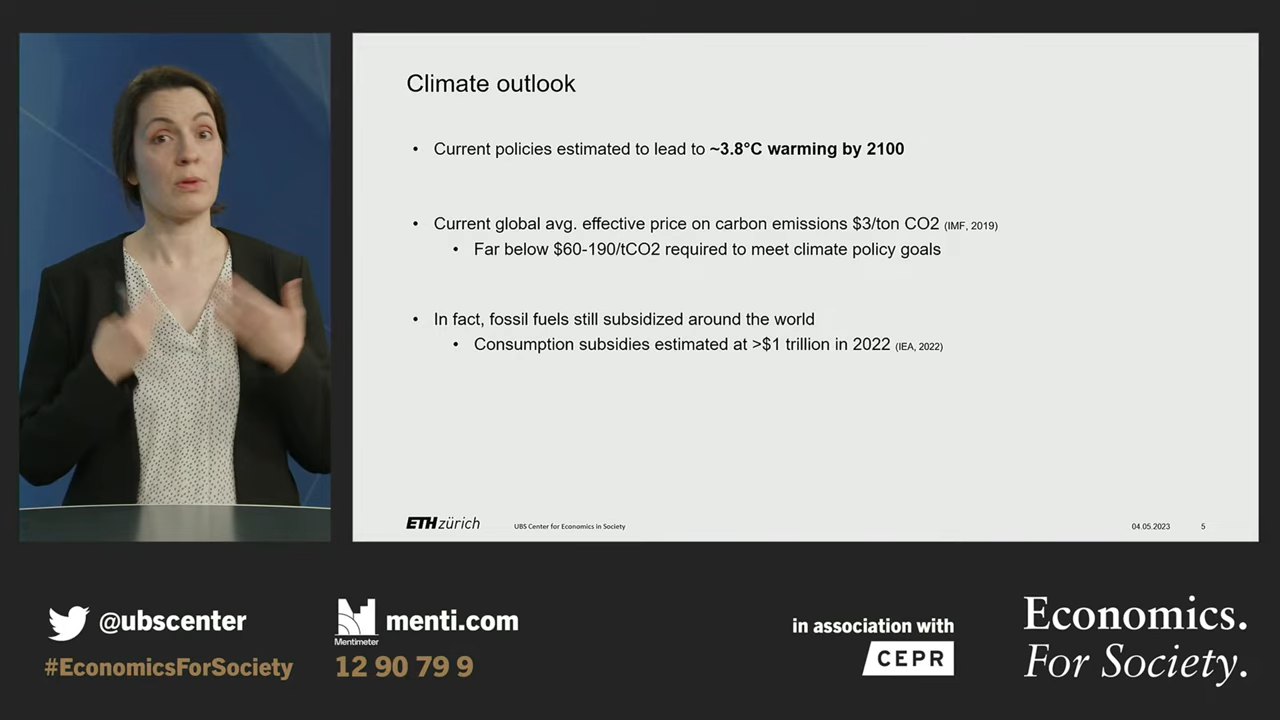 Climate outlook
• Current policies estimated to lead to ~3.8°C warming by 2100
• Current global avg. effective price on carbon emissions $3/ton CO2 (IMF, 2019)
• Far below $60-190/tCO2 required to meet climate policy goals
• In fact, fossil fuels still subsidized around the world
• Consumption subsidies estimated at >$1 trillion in 2022 (IEA, 2022)
ETH zürich UBS Center for Economics in Society 04.05.2023 5
@ubscenter
#EconomicsForSociety
Mentimeter
menti.com
12 90 79 9
in association with
CEPR
Economics.
For Society.